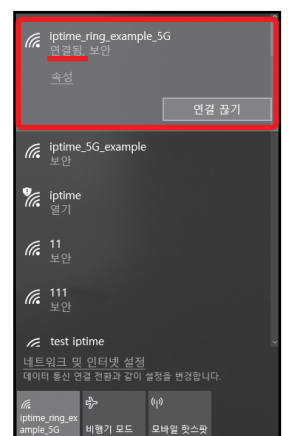 iptime_ring_example_5G
연결됨, 보안
속성
연결 끊기
iptime_5G_example
보안
iptime
열기
11
보안
111
보안
test iptime
네트워크 및 인터넷 설정
데이터 통신 연결 전환과 같이 설정을 변경합니다.
iptime_ring_ex
ample_5G
비행기 모드
모바일 핫스팟